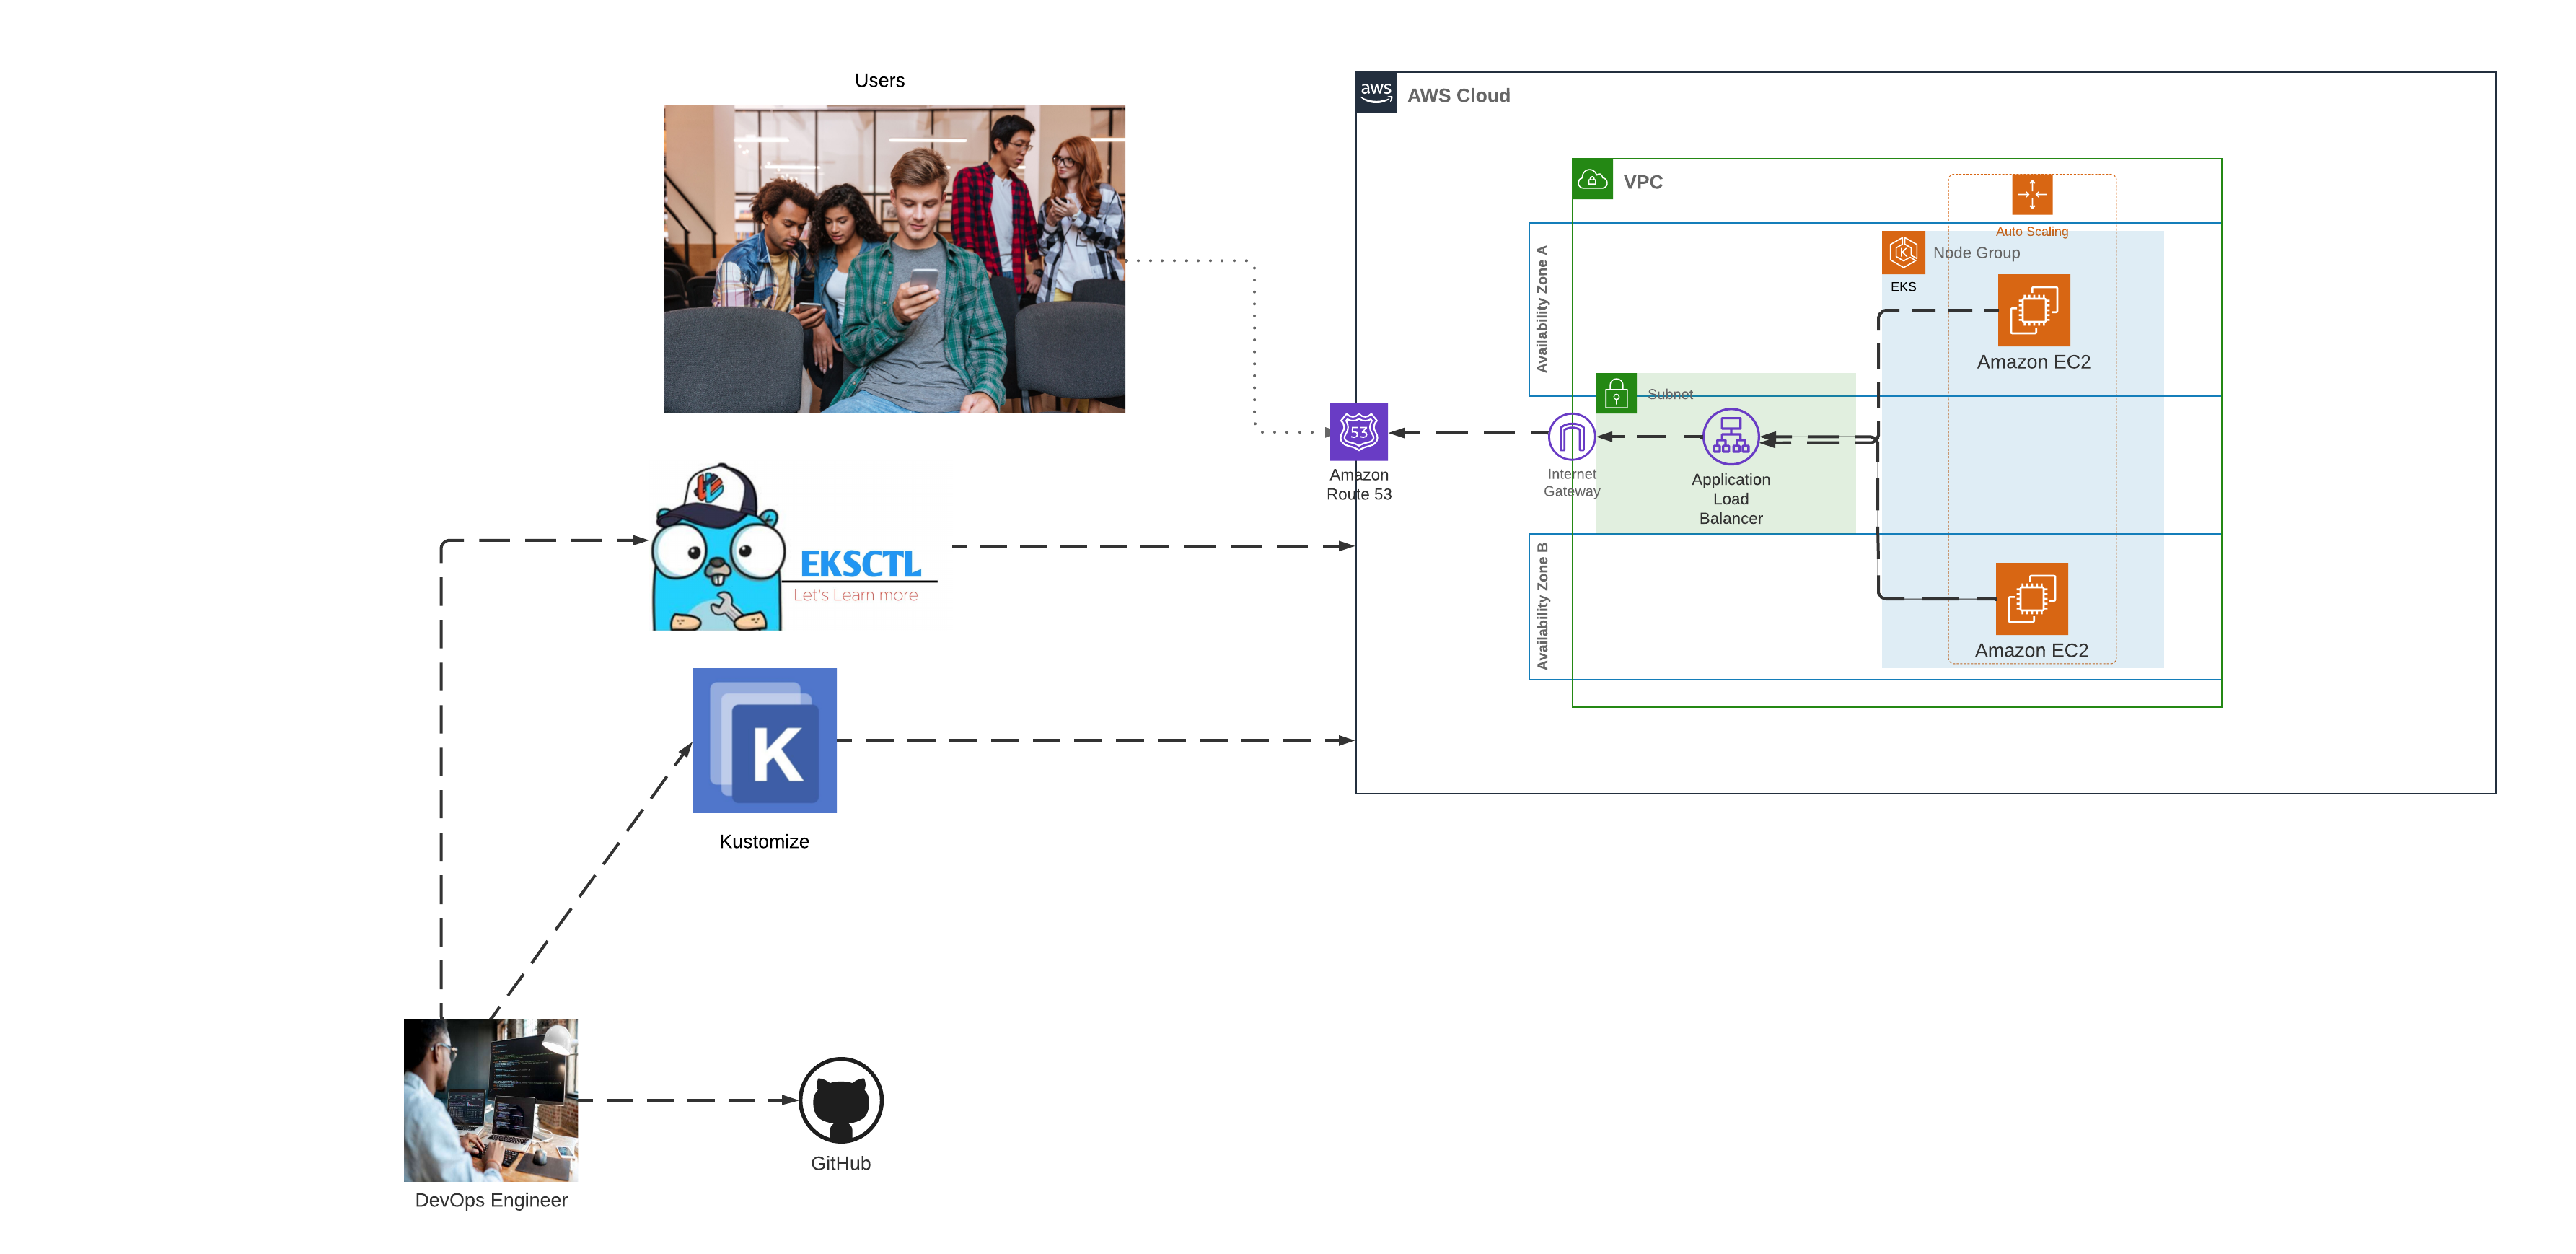 Users
aws
AWS Cloud
VPC
Auto Scaling
Availability Zone A
Node Group
EKS
Amazon EC2
Subnet
53
Amazon
Route 53
Internet
Gateway
Application
Load
Balancer
EKSCTL
Let's Learn more
Availability Zone B
Amazon EC2
K
Kustomize
GitHub
DevOps Engineer